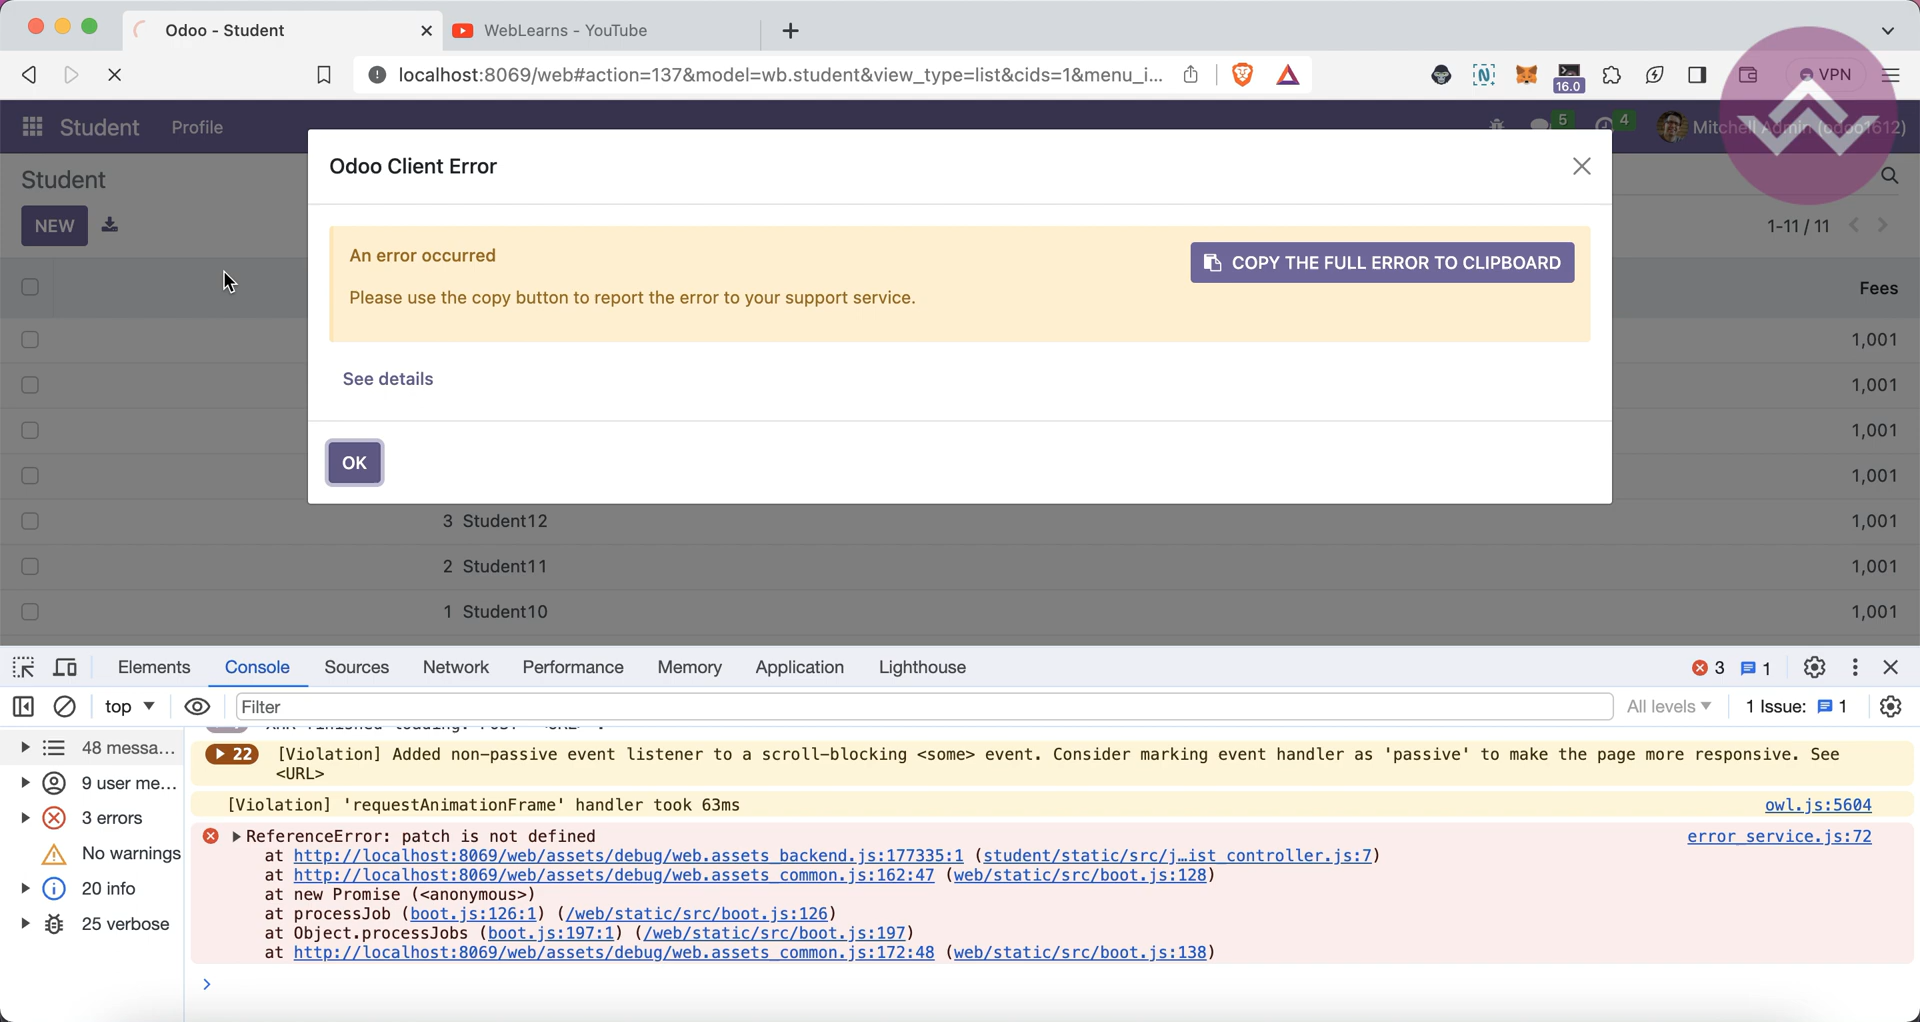 Odoo - Student
WebLearns - YouTube
localhost:8069/web#action=137&model=wb.student&view_type=list&cids=1&menu_i...
16.0
VPN
Student
Profile
5
4
Mitchell Admin (odoo1612)
Odoo Client Error
Student
NEW
1-11 / 11
An error occurred
COPY THE FULL ERROR TO CLIPBOARD
Please use the copy button to report the error to your support service.
Fees
1,001
See details
1,001
1,001
OK
1,001
3 Student12 1,001
2 Student11 1,001
1 Student10 1,001
Elements Console Sources Network Performance Memory Application Lighthouse
3 1
top
Filter
All levels
1 Issue: 1
48 messa...
9 user me...
3 errors
No warnings
20 info
25 verbose
22 [Violation] Added non-passive event listener to a scroll-blocking <some> event. Consider marking event handler as 'passive' to make the page more responsive. See
<URL>
[Violation] 'requestAnimationFrame' handler took 63ms owl.js:5604
ReferenceError: patch is not defined error_service.js:72
at http://localhost:8069/web/assets/debug/web.assets_backend.js:177335:1 (student/static/src/j…ist_controller.js:7)
at http://localhost:8069/web/assets/debug/web.assets_common.js:162:47 (web/static/src/boot.js:128)
at new Promise (<anonymous>)
at processJob (boot.js:126:1) (/web/static/src/boot.js:126)
at Object.processJobs (boot.js:197:1) (/web/static/src/boot.js:197)
at http://localhost:8069/web/assets/debug/web.assets_common.js:172:48 (web/static/src/boot.js:138)